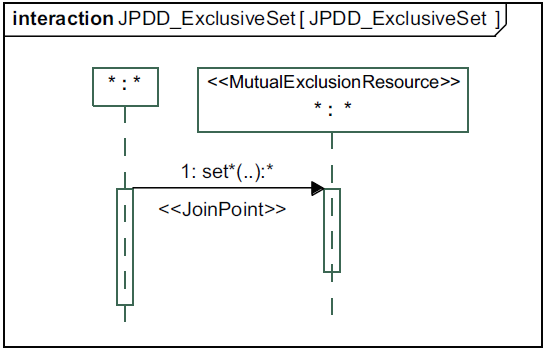 interaction JPDD_ExclusiveSet [ JPDD_ExclusiveSet ]
* : *
<<MutualExclusionResource>>
* : *
1: set*(..):*
<<JoinPoint>>